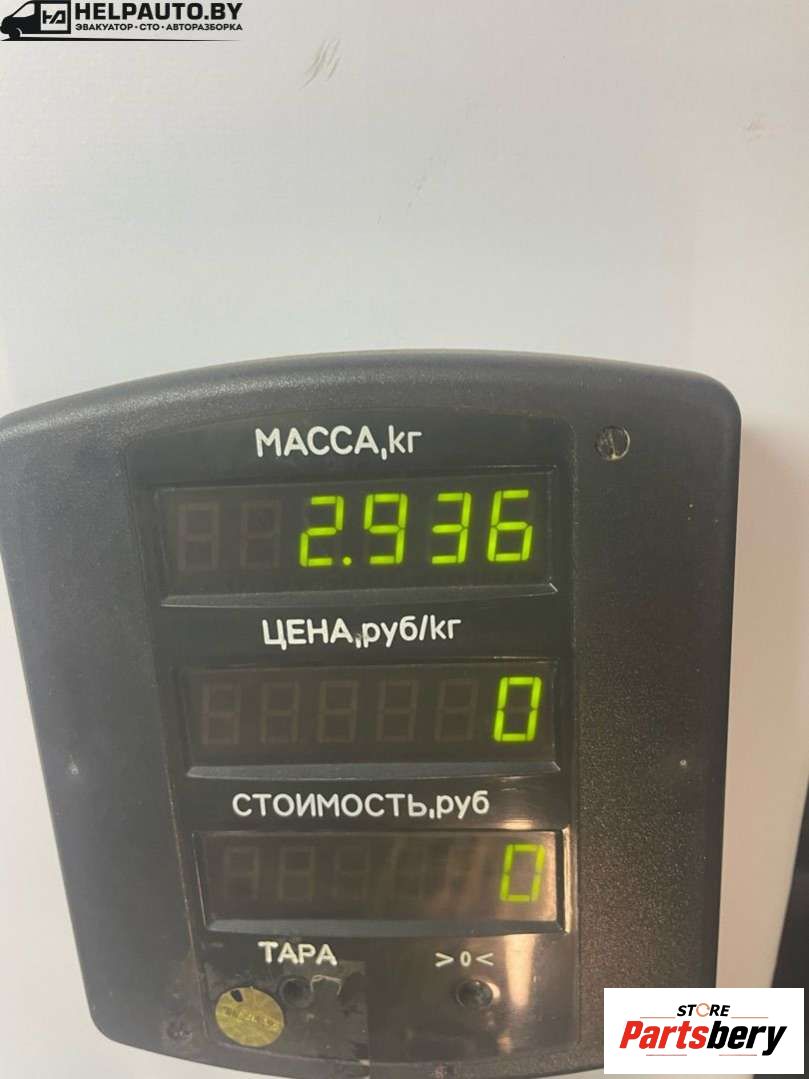 HELPAUTO.BY
ЭВАКУАТОР•СТО•АВТОРАЗБОРКА
МАССА,кг
2.936
ЦЕНА,руб/кг
0
СТОИМОСТЬ,руб
0
ТАРА >0<
STORE
Partsbery